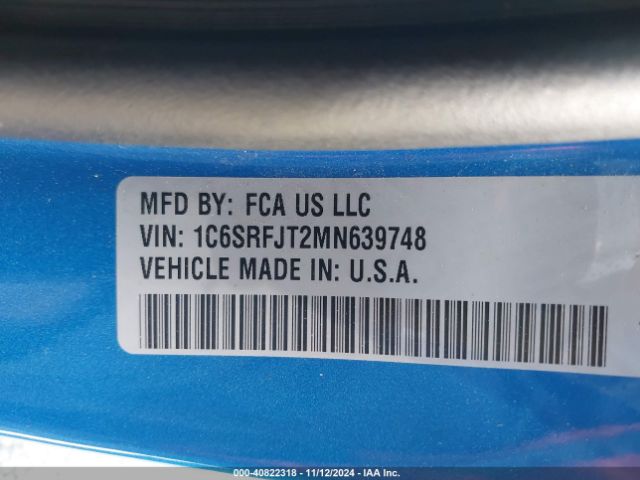 MFD BY: FCA US LLC
VIN: 1C6SRFJT2MN639748
VEHICLE MADE IN: U.S.A.
000-40822318 - 11/12/2024 - IAA Inc.